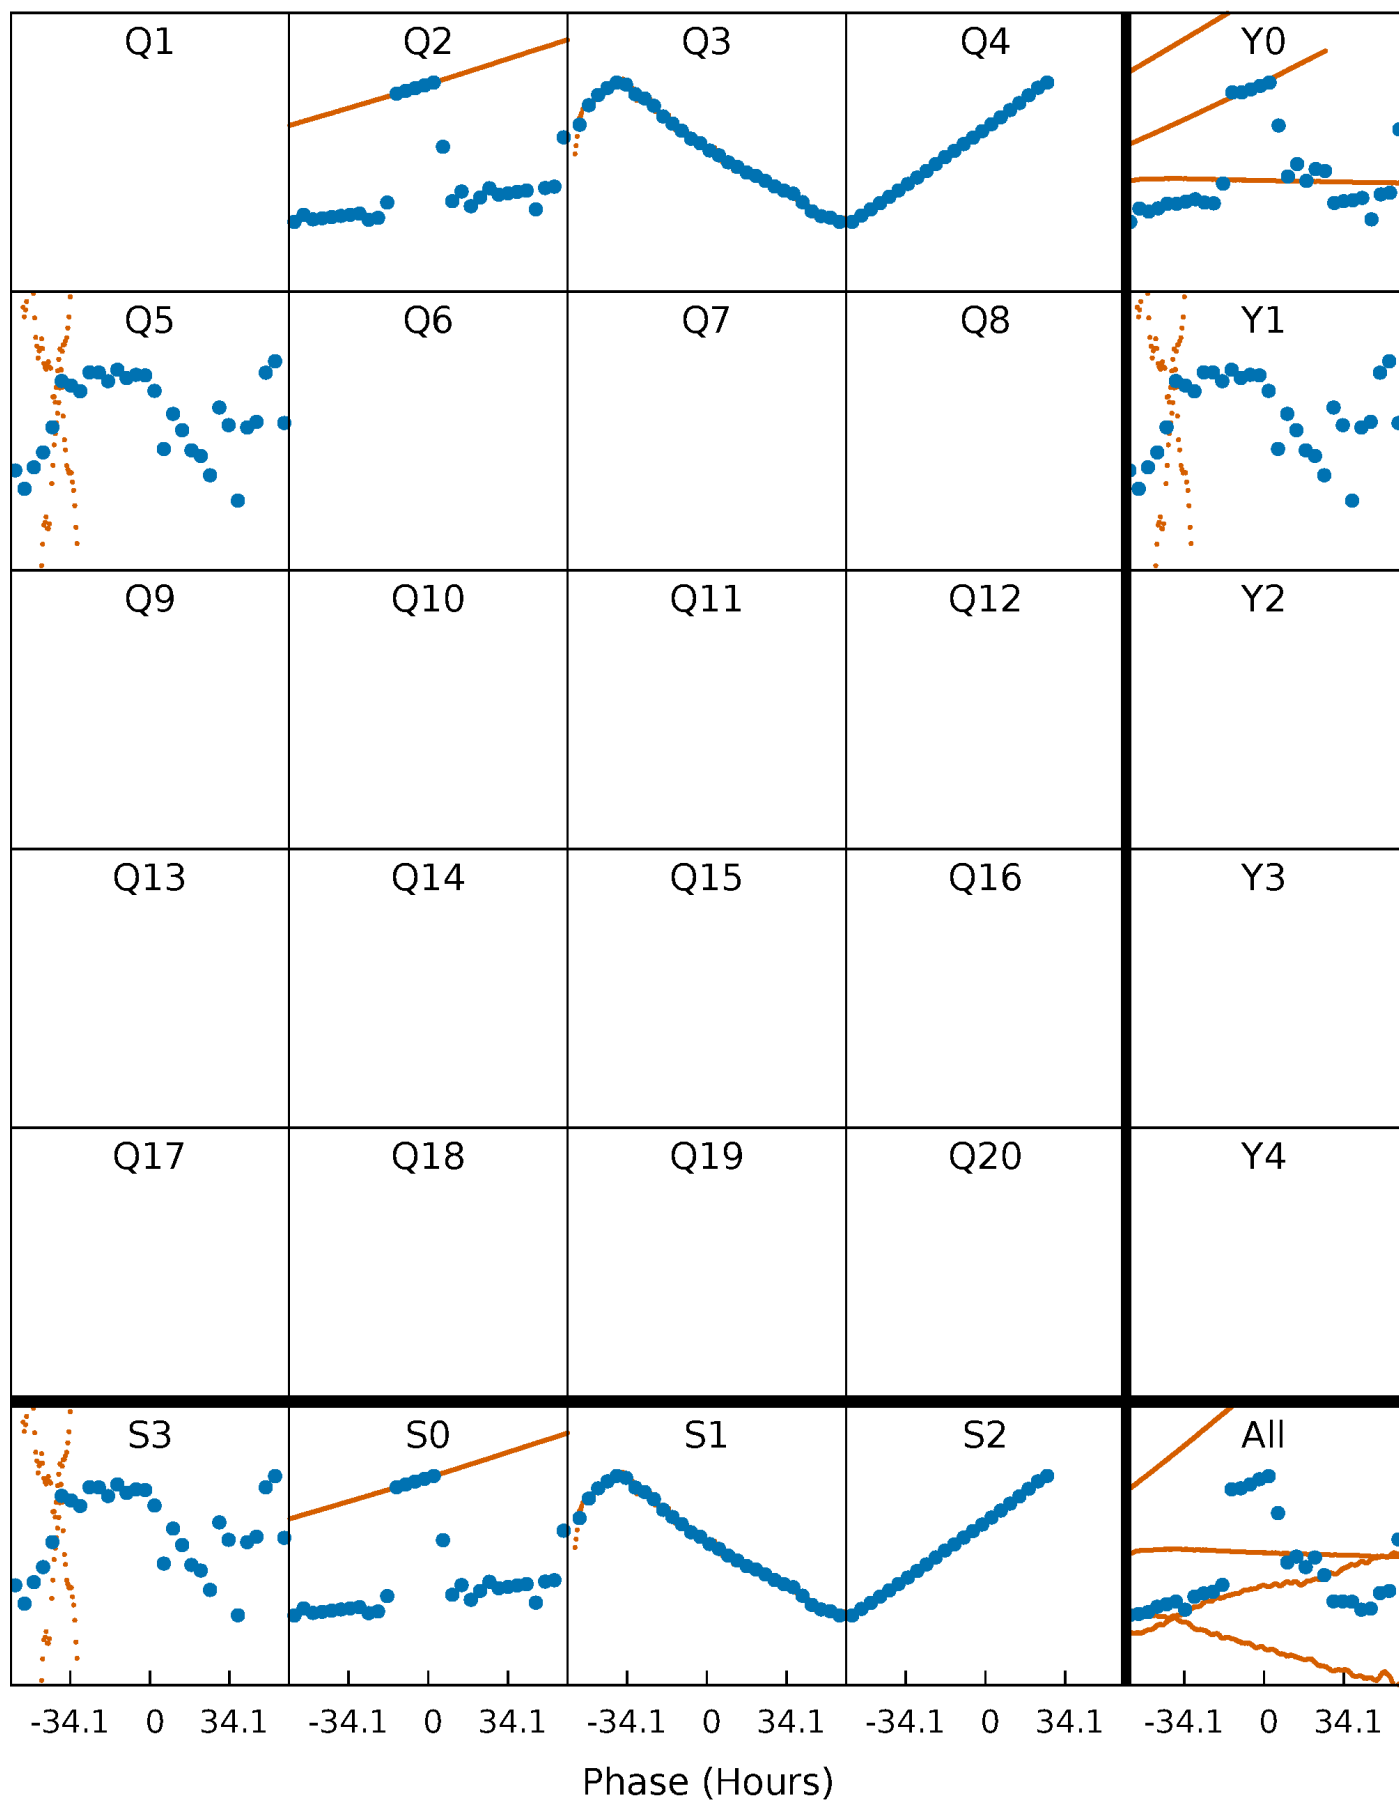 Q1 Q2 Q3 Q4 Y0
Q5 Q6 Q7 Q8 Y1
Q9 Q10 Q11 Q12 Y2
Q13 Q14 Q15 Q16 Y3
Q17 Q18 Q19 Q20 Y4
S3 S0 S1 S2 All
-34.1 0 34.1 -34.1 0 34.1 -34.1 0 34.1 -34.1 0 34.1 -34.1 0 34.1
Phase (Hours)